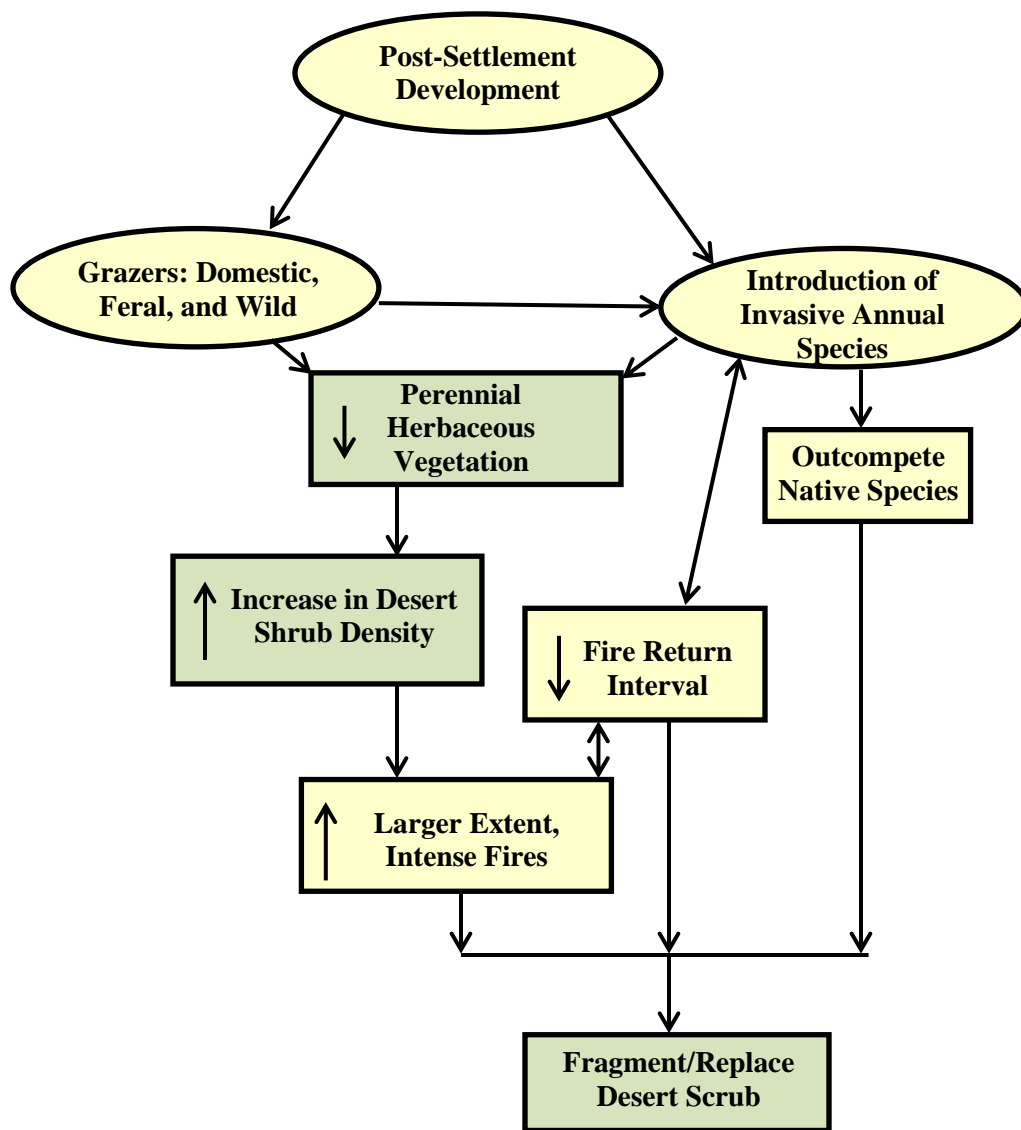 Post-Settlement
Development
Grazers: Domestic,
Feral, and Wild
Introduction of
Invasive Annual
Species
Perennial
Herbaceous
Vegetation
Outcompete
Native Species
Increase in Desert
Shrub Density
Fire Return
Interval
Larger Extent,
Intense Fires
Fragment/Replace
Desert Scrub